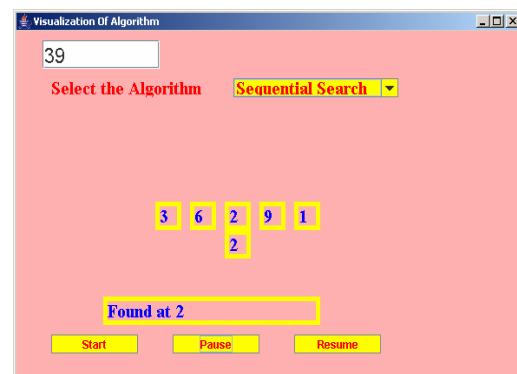 Visualization Of Algorithm
39
Select the Algorithm Sequential Search
3 6 2 9 1
2
Found at 2
Start Pause Resume